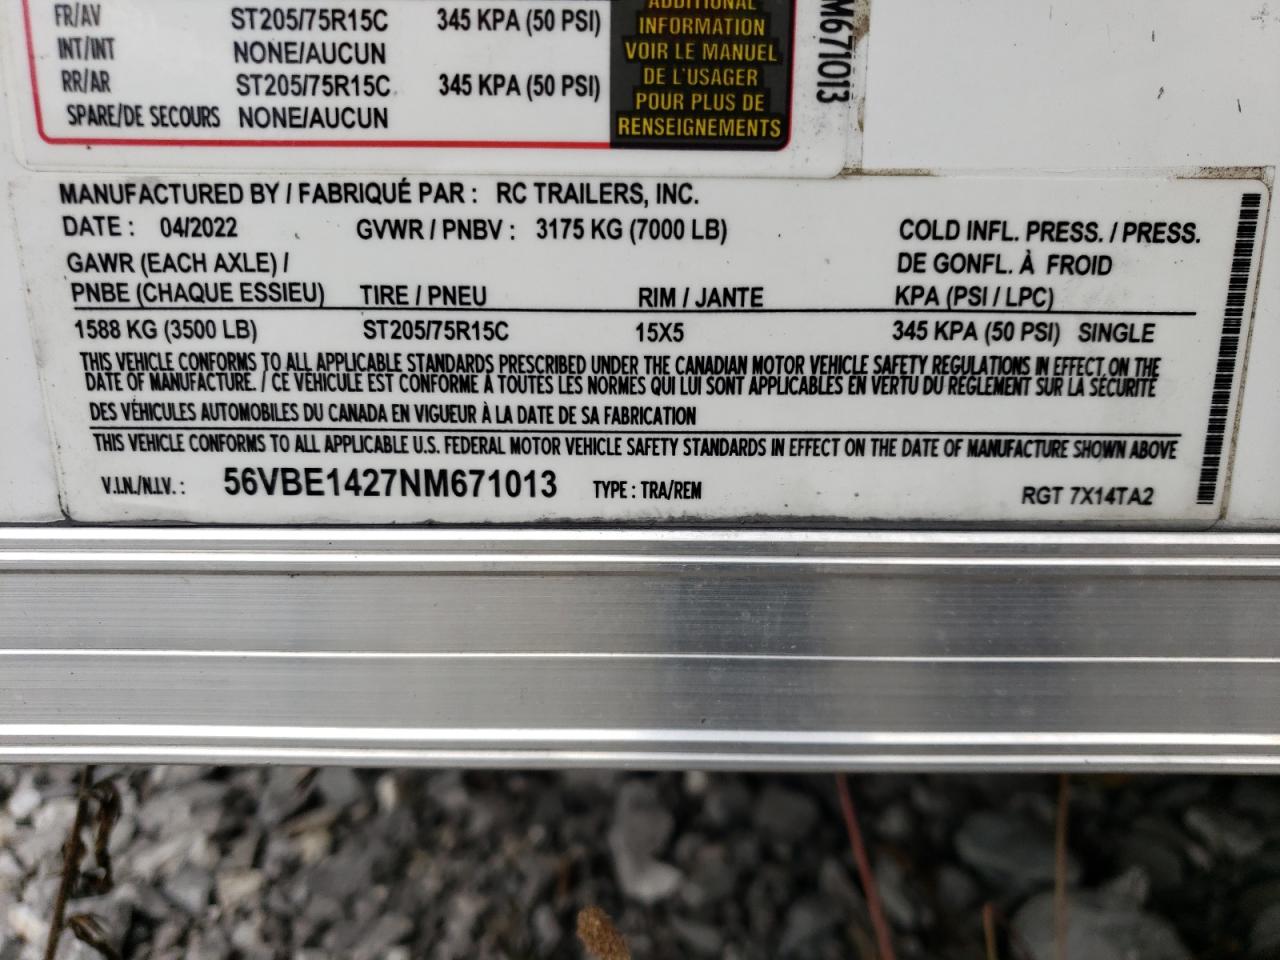 FR/AV ST205/75R15C 345 KPA (50 PSI)
INT/INT NONE/AUCUN
RR/AR ST205/75R15C 345 KPA (50 PSI)
SPARE/DE SECOURS NONE/AUCUN
ADDITIONAL
INFORMATION
VOIR LE MANUEL
DE L'USAGER
POUR PLUS DE
RENSEIGNEMENTS
M671013
MANUFACTURED BY / FABRIQUÉ PAR : RC TRAILERS, INC.
DATE : 04/2022 GVWR / PNBV : 3175 KG (7000 LB) COLD INFL. PRESS. / PRESS.
GAWR (EACH AXLE) / DE GONFL. À FROID
PNBE (CHAQUE ESSIEU) TIRE / PNEU RIM / JANTE KPA (PSI / LPC)
1588 KG (3500 LB) ST205/75R15C 15X5 345 KPA (50 PSI) SINGLE
THIS VEHICLE CONFORMS TO ALL APPLICABLE STANDARDS PRESCRIBED UNDER THE CANADIAN MOTOR VEHICLE SAFETY REGULATIONS IN EFFECT ON THE
DATE OF MANUFACTURE. / CE VÉHICULE EST CONFORME À TOUTES LES NORMES QUI LUI SONT APPLICABLES EN VERTU DU RÉGLEMENT SUR LA SÉCURITÉ
DES VÉHICULES AUTOMOBILES DU CANADA EN VIGUEUR À LA DATE DE SA FABRICATION
THIS VEHICLE CONFORMS TO ALL APPLICABLE U.S. FEDERAL MOTOR VEHICLE SAFETY STANDARDS IN EFFECT ON THE DATE OF MANUFACTURE SHOWN ABOVE
V.I.N./N.I.V. : 56VBE1427NM671013 TYPE : TRA/REM RGT 7X14TA2